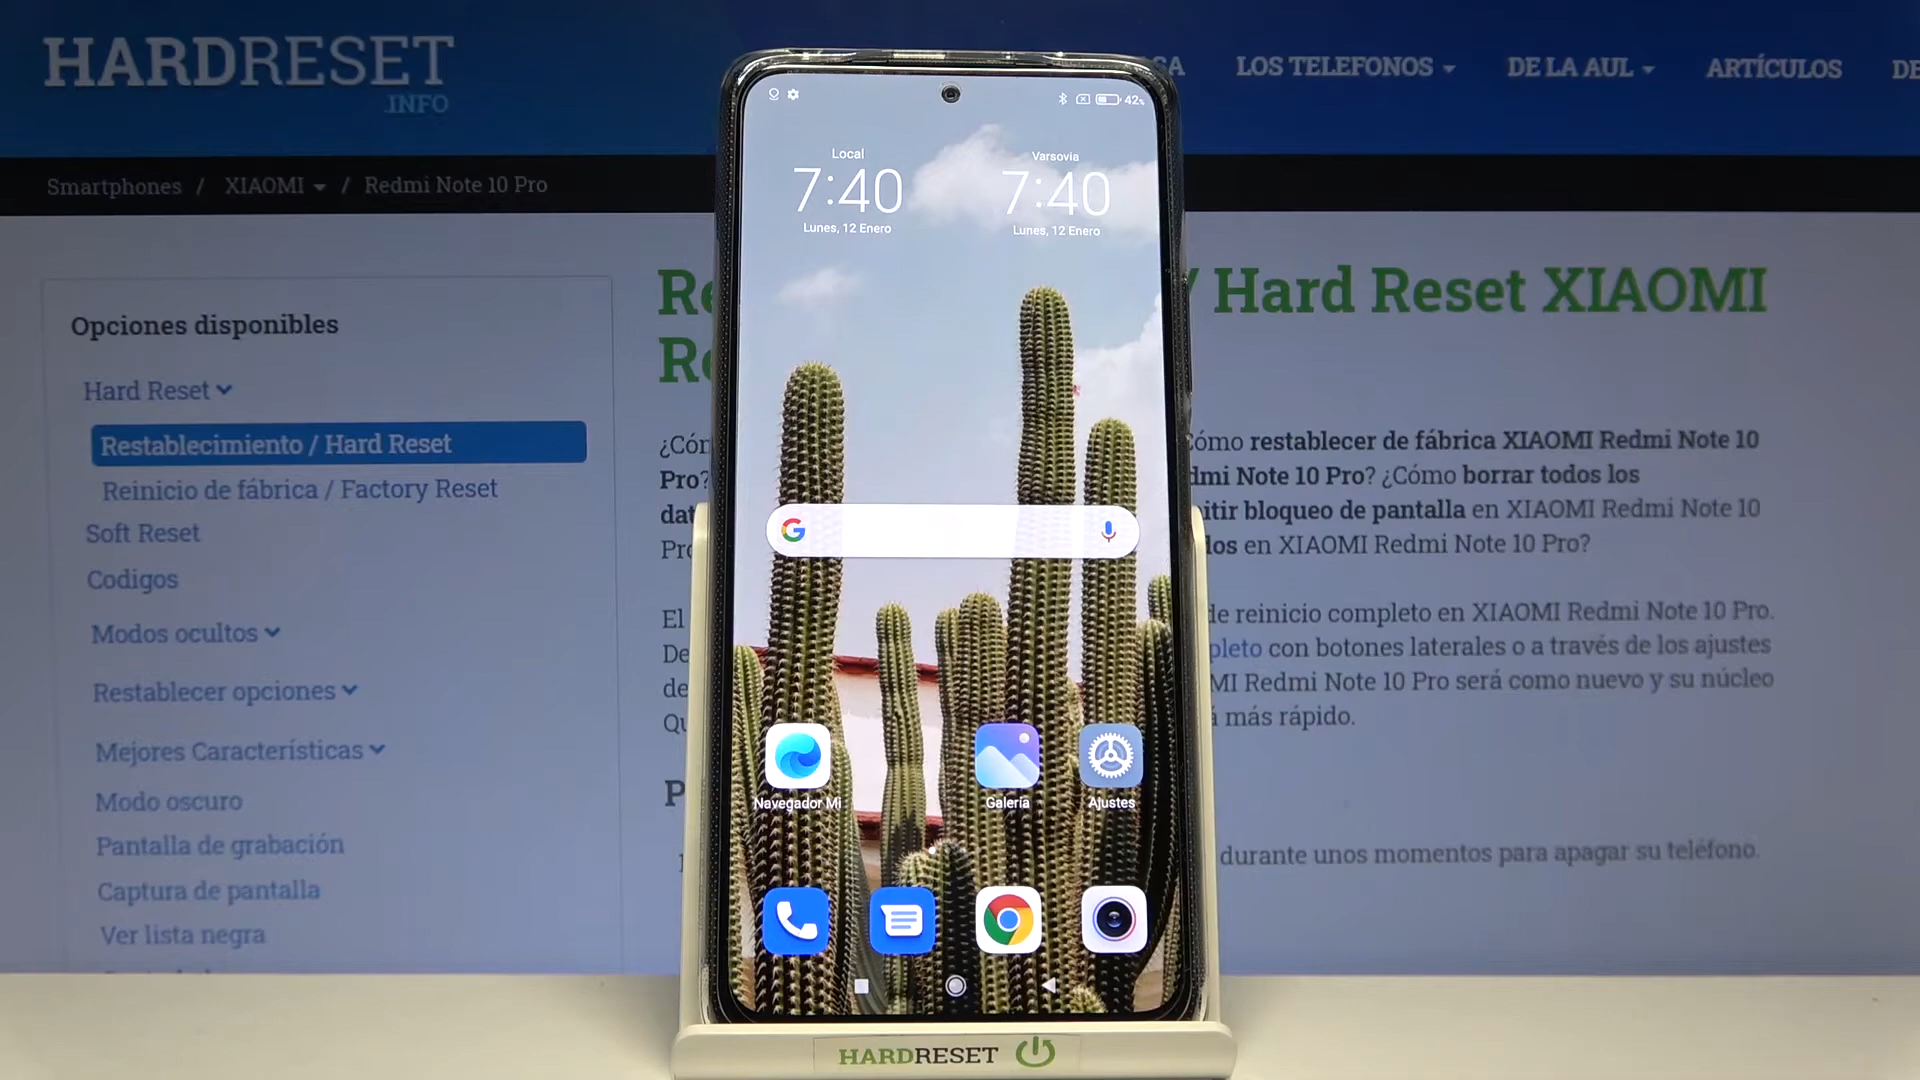 HARDRESET
.INFO
LOS TELEFONOS
DE LA AUL
ARTÍCULOS
Smartphones / XIAOMI / Redmi Note 10 Pro
42%
Local
7:40
Lunes, 12 Enero
Varsovia
7:40
Lunes, 12 Enero
/ Hard Reset XIAOMI
Opciones disponibles
Hard Reset
Restablecimiento / Hard Reset
Reinicio de fábrica / Factory Reset
Soft Reset
Codigos
Modos ocultos
Restablecer opciones
Mejores Características
Modo oscuro
Pantalla de grabación
Captura de pantalla
Ver lista negra
restablecer de fábrica XIAOMI Redmi Note 10
Pro? Note 10 Pro? ¿Cómo borrar todos los
bloqueo de pantalla en XIAOMI Redmi Note 10
en XIAOMI Redmi Note 10 Pro?
El de reinicio completo en XIAOMI Redmi Note 10 Pro.
con botones laterales o a través de los ajustes
Redmi Note 10 Pro será como nuevo y su núcleo
más rápido.
durante unos momentos para apagar su teléfono.
Navegador Mi
Galería
Ajustes
HARDRESET